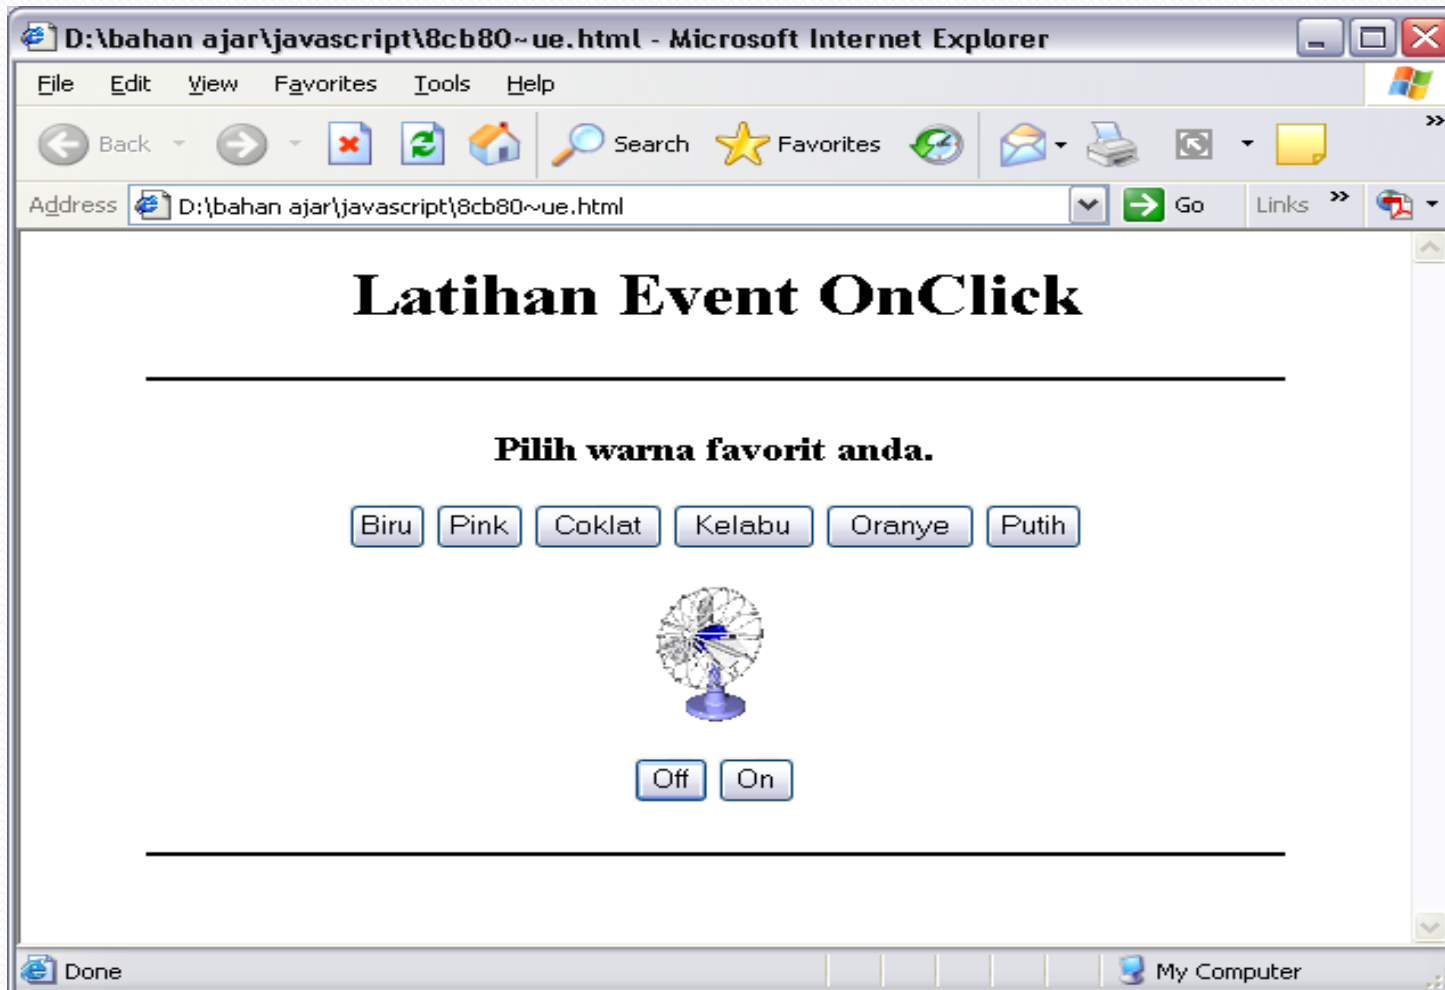 D:\bahan ajar\javascript\8cb80~ue.html - Microsoft Internet Explorer
File Edit View Favorites Tools Help
Back Search Favorites
Address D:\bahan ajar\javascript\8cb80~ue.html Go Links
Latihan Event OnClick
Pilih warna favorit anda.
Biru Pink Coklat Kelabu Oranye Putih
Off On
Done My Computer